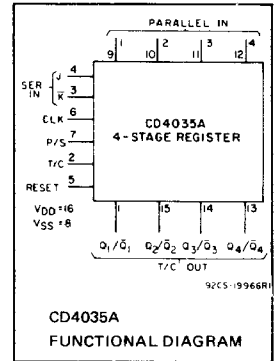 PARALLEL IN
1 2 3 4
9 10 11 12
SER IN
J 4
K̅ 3
CLK 6
P/S 7
T/C 2
RESET 5
CD4035A
4-STAGE REGISTER
VDD =16
VSS = 8
1 15 14 13
Q1/Q̅1 Q2/Q̅2 Q3/Q̅3 Q4/Q̅4
T/C OUT
92CS-19966R1
CD4035A
FUNCTIONAL DIAGRAM